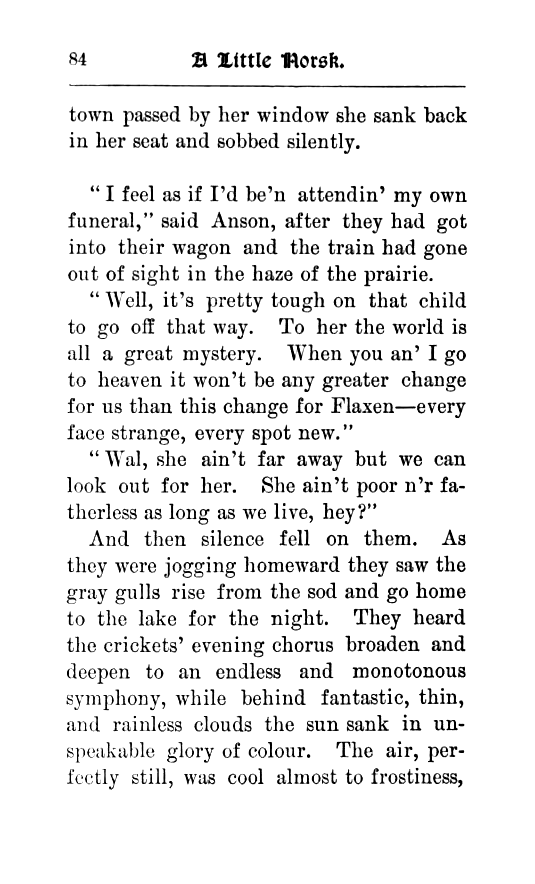 84 A Little Norsk.
town passed by her window she sank back
in her seat and sobbed silently.
“I feel as if I’d be’n attendin’ my own
funeral,” said Anson, after they had got
into their wagon and the train had gone
out of sight in the haze of the prairie.
“Well, it’s pretty tough on that child
to go off that way. To her the world is
all a great mystery. When you an’ I go
to heaven it won’t be any greater change
for us than this change for Flaxen—every
face strange, every spot new.”
“Wal, she ain’t far away but we can
look out for her. She ain’t poor n’r fa-
therless as long as we live, hey?”
And then silence fell on them. As
they were jogging homeward they saw the
gray gulls rise from the sod and go home
to the lake for the night. They heard
the crickets’ evening chorus broaden and
deepen to an endless and monotonous
symphony, while behind fantastic, thin,
and rainless clouds the sun sank in un-
speakable glory of colour. The air, per-
fectly still, was cool almost to frostiness,